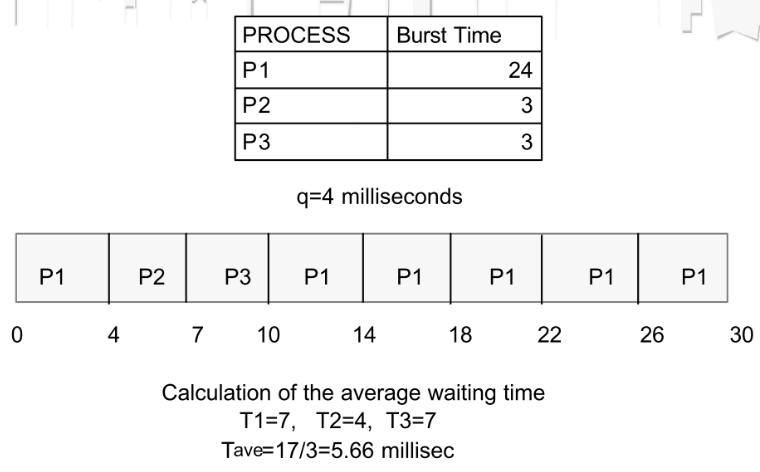 PROCESS Burst Time
P1 24
P2 3
P3 3
q=4 milliseconds
P1 P2 P3 P1 P1 P1 P1 P1
0 4 7 10 14 18 22 26 30
Calculation of the average waiting time
T1=7, T2=4, T3=7
Tave=17/3=5.66 millisec